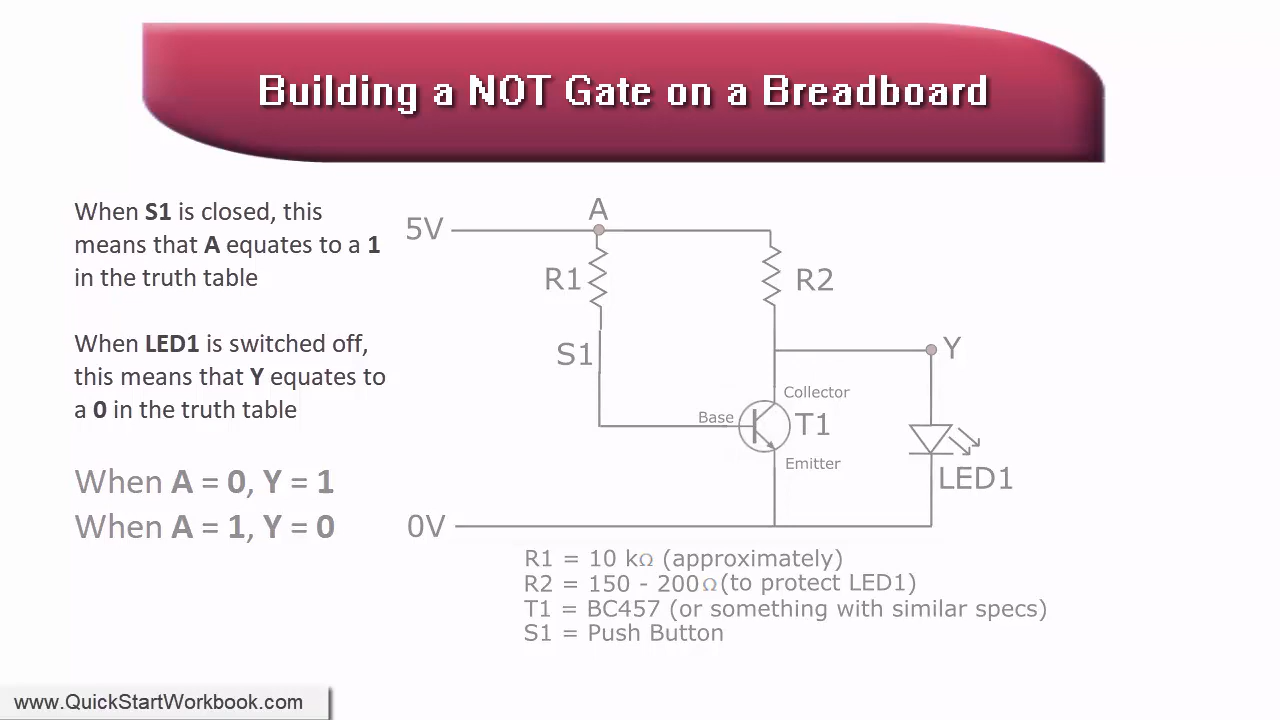 Building a NOT Gate on a Breadboard
When S1 is closed, this
means that A equates to a 1
in the truth table
When LED1 is switched off,
this means that Y equates to
a 0 in the truth table
When A = 0, Y = 1
When A = 1, Y = 0
5V
A
R1
R2
S1
Y
Collector
Base
T1
Emitter
LED1
0V
R1 = 10 kΩ (approximately)
R2 = 150 - 200Ω (to protect LED1)
T1 = BC457 (or something with similar specs)
S1 = Push Button
www.QuickStartWorkbook.com